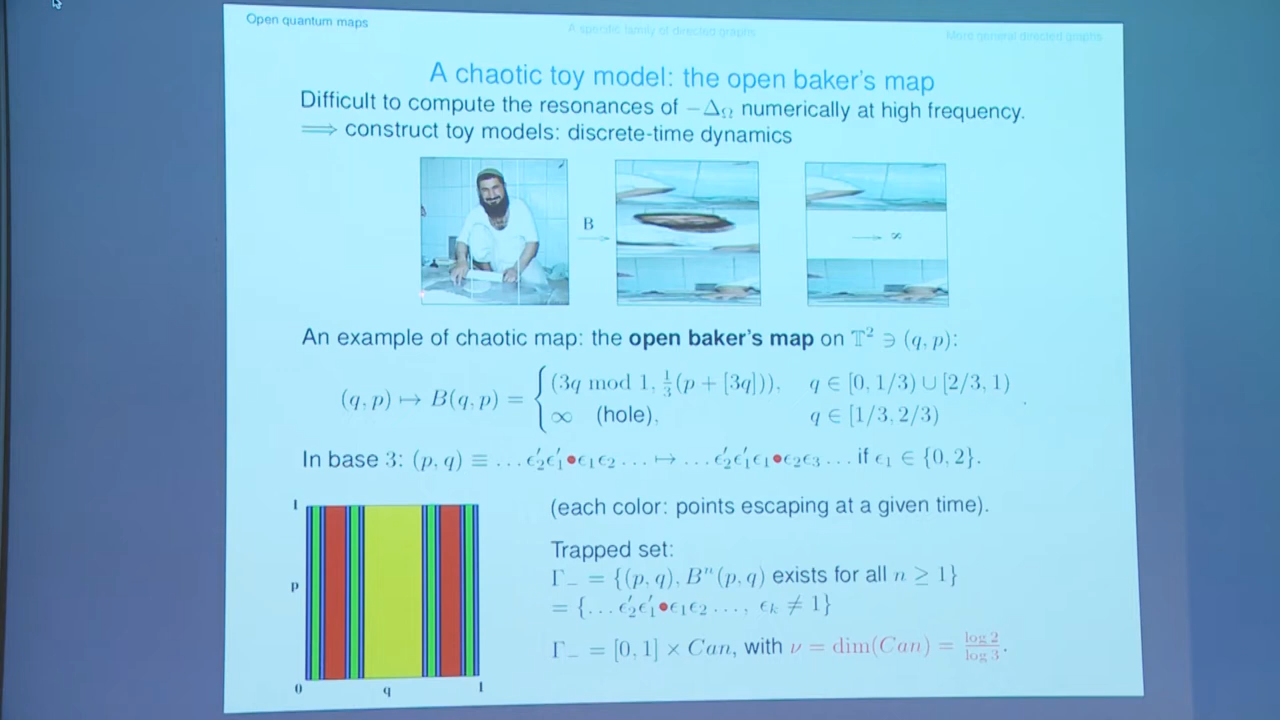 Open quantum maps
A specific family of directed graphs
More general directed graphs
A chaotic toy model: the open baker's map
Difficult to compute the resonances of −Δ_Ω numerically at high frequency.
⟹ construct toy models: discrete-time dynamics
B
→
→ ∞
An example of chaotic map: the open baker's map on 𝕋² ∋ (q, p):
(q, p) ↦ B(q, p) = { (3q mod 1, ⅓(p + [3q])), q ∈ [0, 1/3) ∪ [2/3, 1)
∞ (hole), q ∈ [1/3, 2/3) .
In base 3: (p, q) ≡ … ϵ′₂ϵ′₁•ϵ₁ϵ₂ … ↦ … ϵ′₂ϵ′₁ϵ₁•ϵ₂ϵ₃ … if ϵ₁ ∈ {0, 2}.
(each color: points escaping at a given time).
Trapped set:
Γ₋ = {(p, q), Bⁿ(p, q) exists for all n ≥ 1}
= {… ϵ′₂ϵ′₁•ϵ₁ϵ₂ …, ϵₖ ≠ 1}
Γ₋ = [0, 1] × Can, with ν = dim(Can) = log 2 / log 3.
1
p
0
q
1